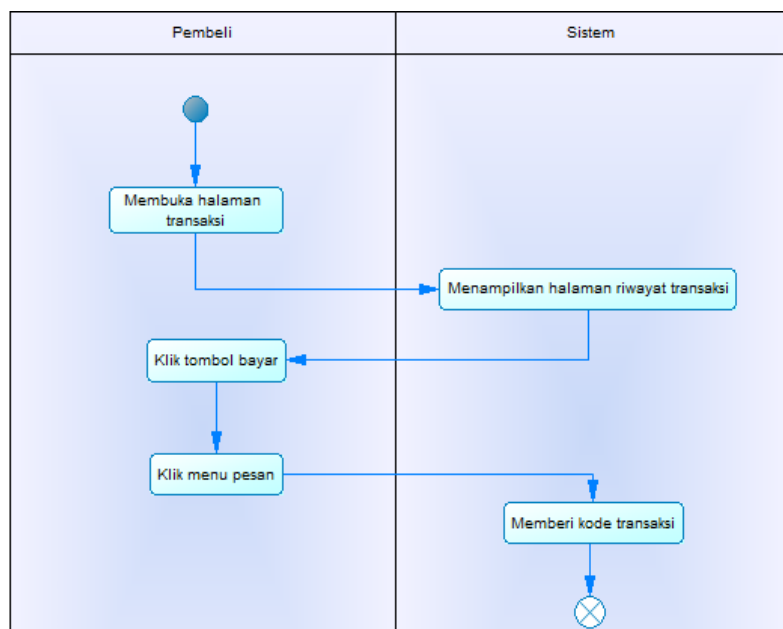 Pembeli
Sistem
Membuka halaman
transaksi
Menampilkan halaman riwayat transaksi
Klik tombol bayar
Klik menu pesan
Memberi kode transaksi